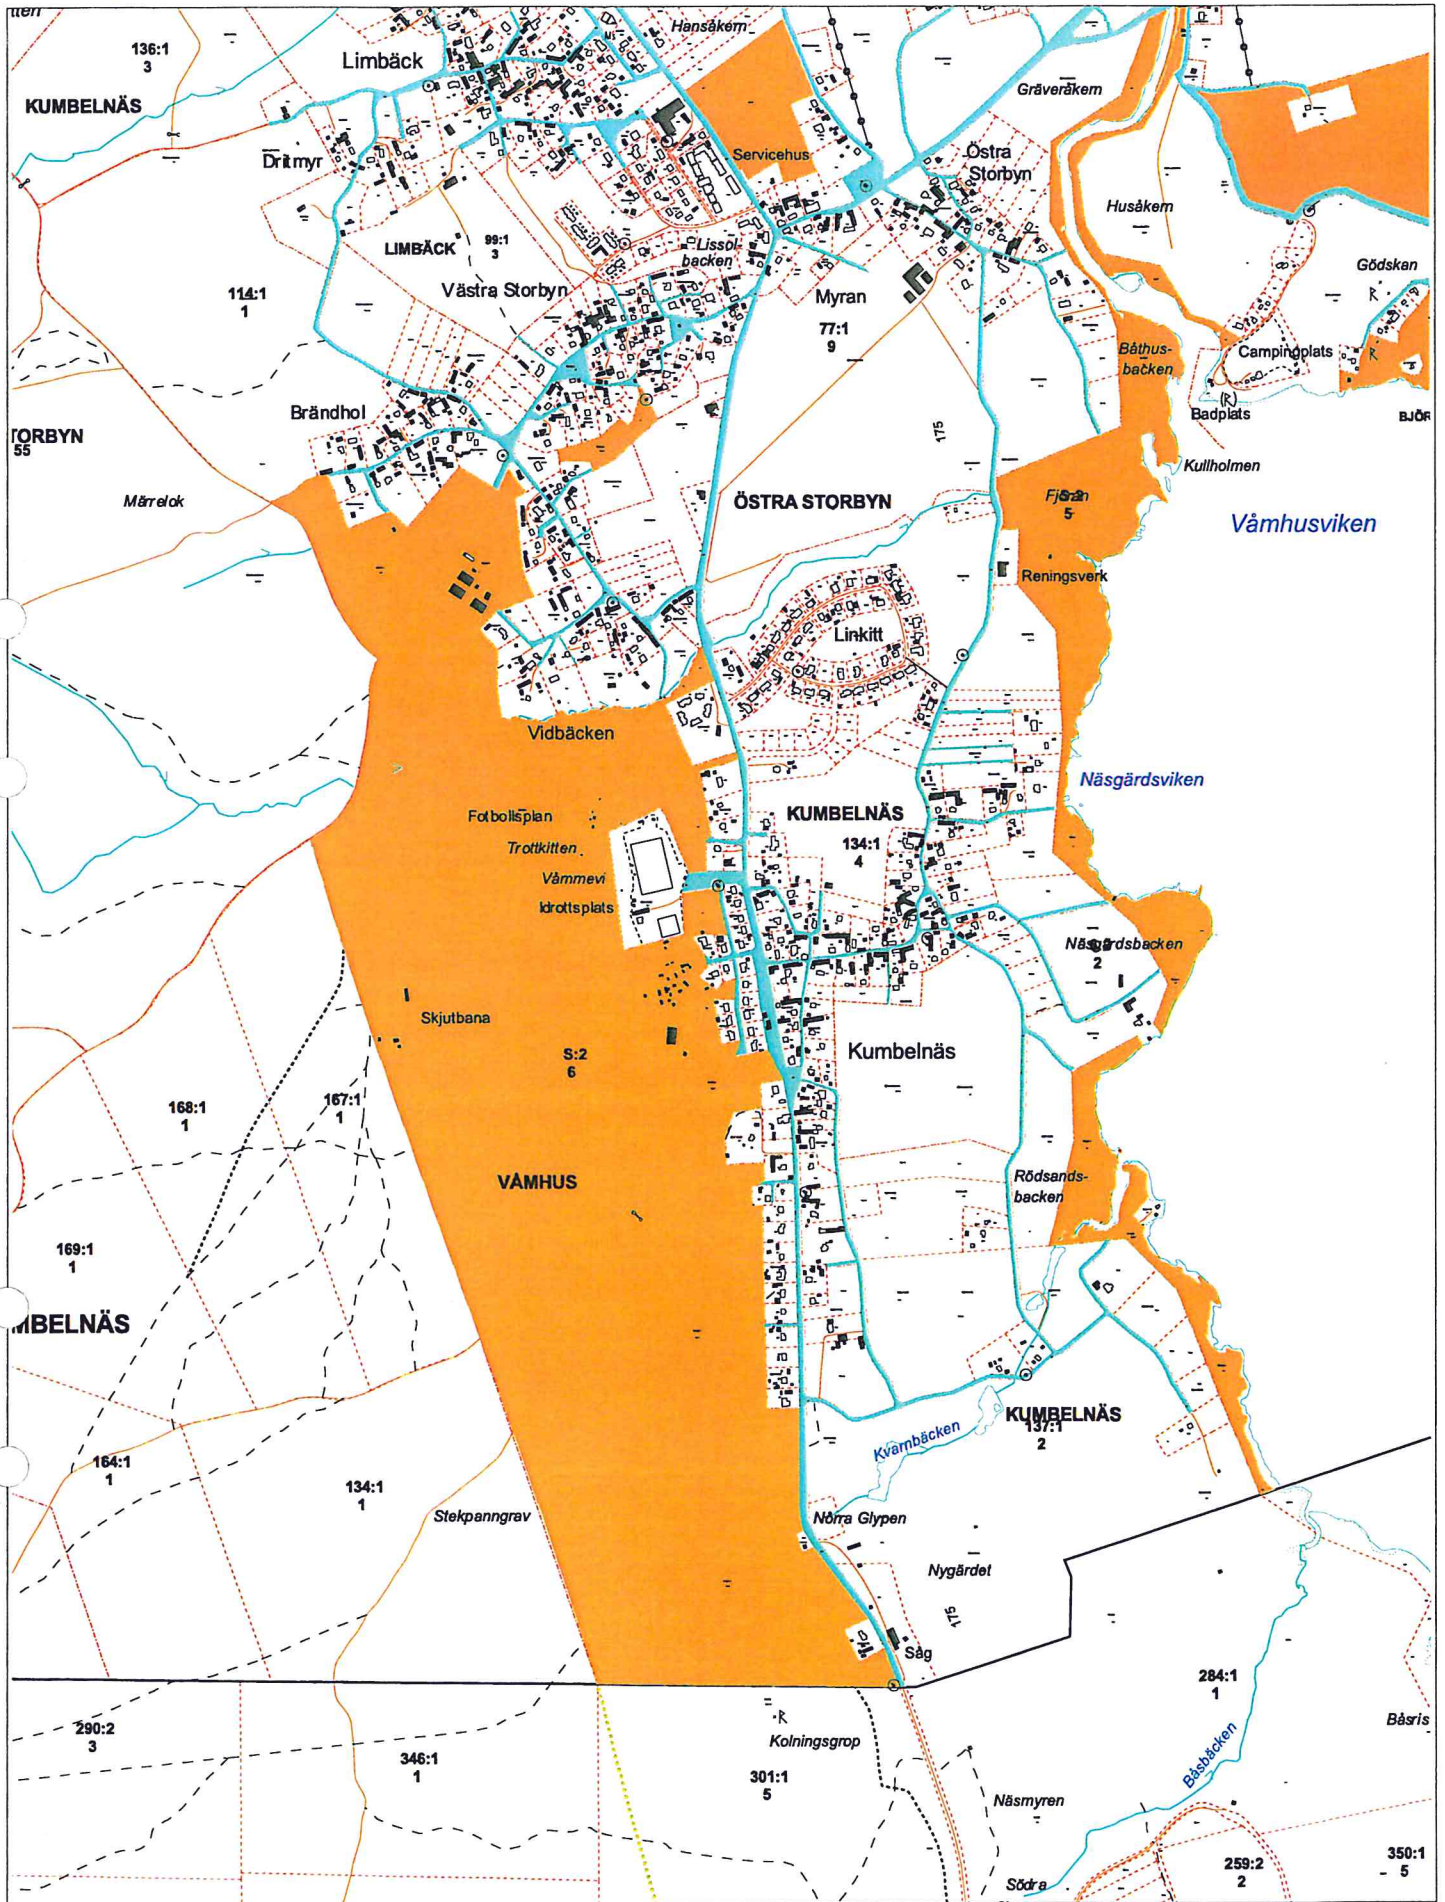 136:1
3
Limbäck
Hansåkern
Gräveråkern
KUMBELNÄS
Dritmyr
Servicehus
Östra
Storbyn
Husåkern
LIMBÄCK
99:1
3
Lissol
backen
Gödskan
114:1
1
Västra Storbyn
Myran
77:1
9
Båthus-
backen
Campingplats
(R)
Badplats
Brändhol
TORBYN
55
175
BJÖR
Kullholmen
Märrelok
ÖSTRA STORBYN
5
Våmhusviken
Reningsverk
Linkitt
Vidbäcken
Näsgärdsviken
Fotbollsplan
KUMBELNÄS
134:1
4
Trottkitten
Våmmevi
Idrottsplats
Näsgärdsbacken
2
Skjutbana
S:2
6
Kumbelnäs
168:1
1
167:1
1
VÅMHUS
Rödsands-
backen
169:1
1
MBELNÄS
KUMBELNÄS
137:1
2
Kvarnbäcken
164:1
1
134:1
1
Stekpanngrav
Norra Glypen
Nygärdet
175
Såg
284:1
1
290:2
3
346:1
1
R
Kolningsgrop
301:1
5
Båsris
Båsbäcken
Näsmyren
259:2
2
350:1
5
Södra